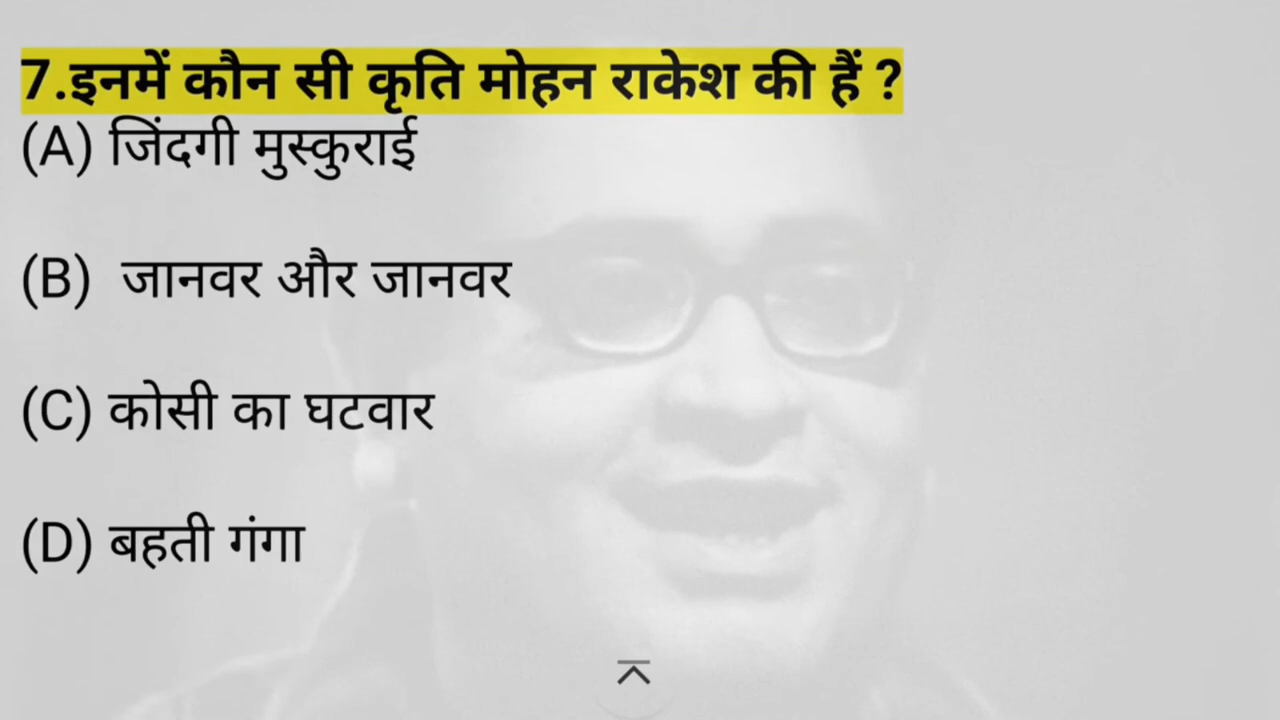 7.इनमें कौन सी कृति मोहन राकेश की हैं ?
(A) जिंदगी मुस्कुराई
(B) जानवर और जानवर
(C) कोसी का घटवार
(D) बहती गंगा